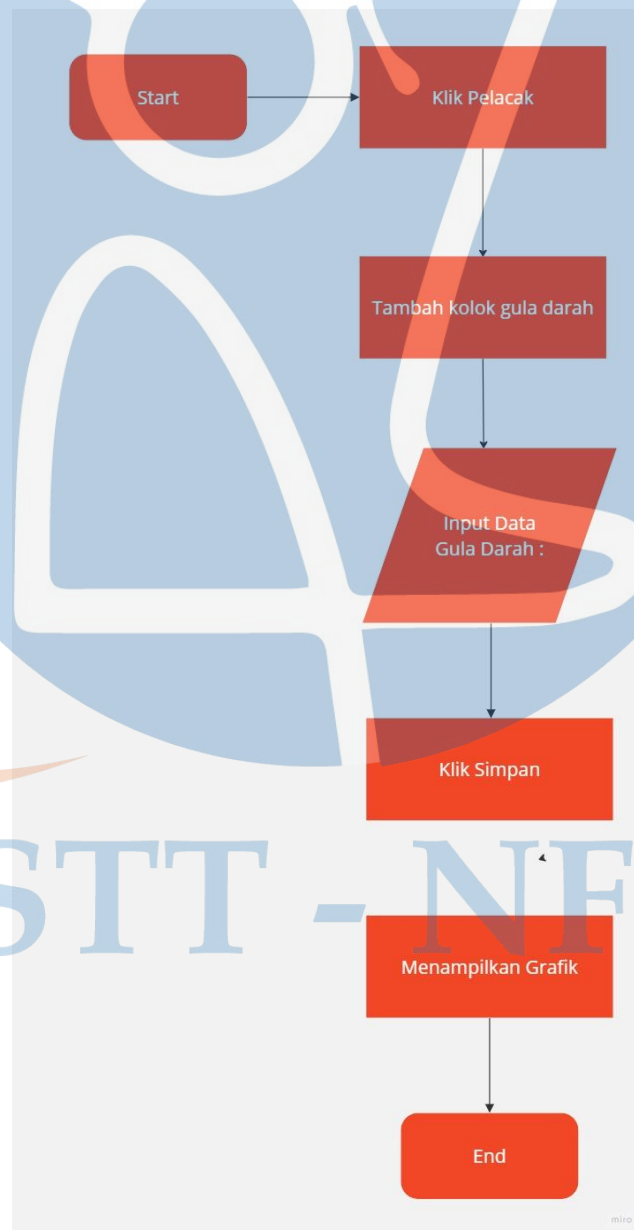 Start
Klik Pelacak
Tambah kolok gula darah
Input Data
Gula Darah :
Klik Simpan
STT - NF
Menampilkan Grafik
End
miro